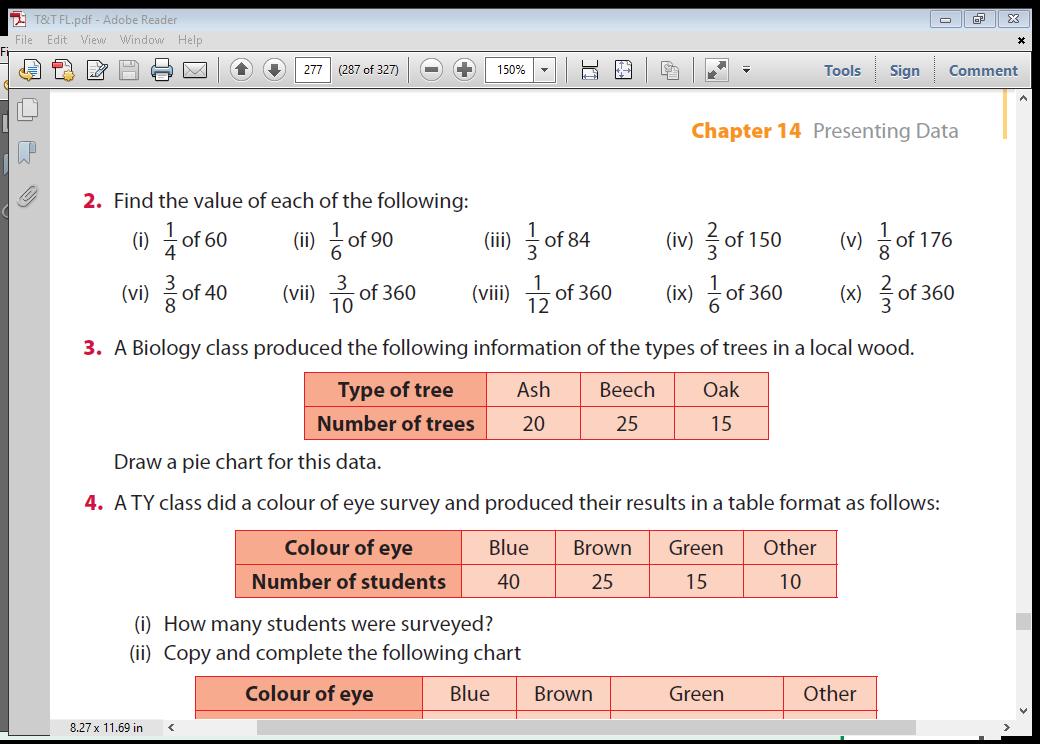 T&T FL.pdf - Adobe Reader
File Edit View Window Help
277 (287 of 327) 150% Tools Sign Comment
Chapter 14 Presenting Data
2. Find the value of each of the following:
(i) 1/4 of 60 (ii) 1/6 of 90 (iii) 1/3 of 84 (iv) 2/3 of 150 (v) 1/8 of 176
(vi) 3/8 of 40 (vii) 3/10 of 360 (viii) 1/12 of 360 (ix) 1/6 of 360 (x) 2/3 of 360
3. A Biology class produced the following information of the types of trees in a local wood.
Type of tree Ash Beech Oak
Number of trees 20 25 15
Draw a pie chart for this data.
4. A TY class did a colour of eye survey and produced their results in a table format as follows:
Colour of eye Blue Brown Green Other
Number of students 40 25 15 10
(i) How many students were surveyed?
(ii) Copy and complete the following chart
Colour of eye Blue Brown Green Other
8.27 x 11.69 in